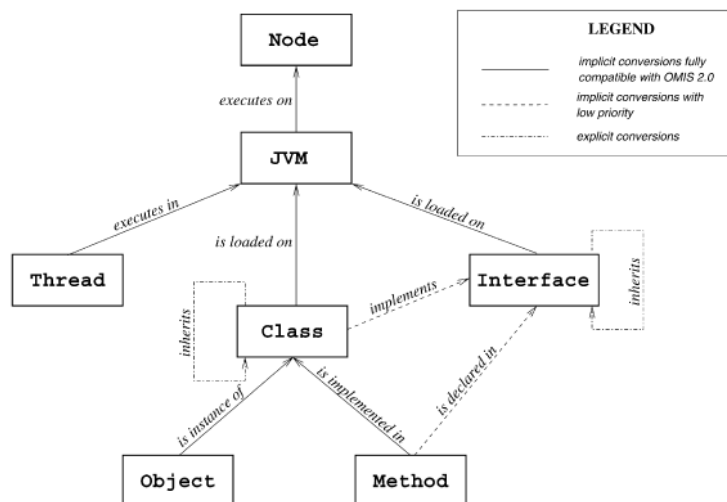 Node
LEGEND
implicit conversions fully
compatible with OMIS 2.0
implicit conversions with
low priority
explicit conversions
executes on
JVM
executes in
is loaded on
is loaded on
Thread
Interface
inherits
implements
Class
inherits
is declared in
is instance of
is implemented in
Object
Method